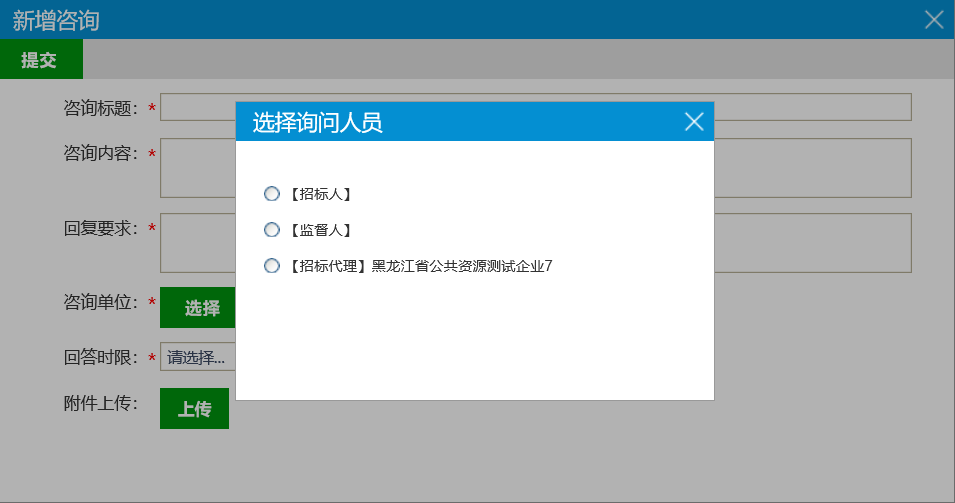 新增咨询
提交
咨询标题：*
咨询内容：*
回复要求：*
咨询单位：* 选择
回答时限：* 请选择...
附件上传： 上传
选择询问人员
【招标人】
【监督人】
【招标代理】黑龙江省公共资源测试企业7